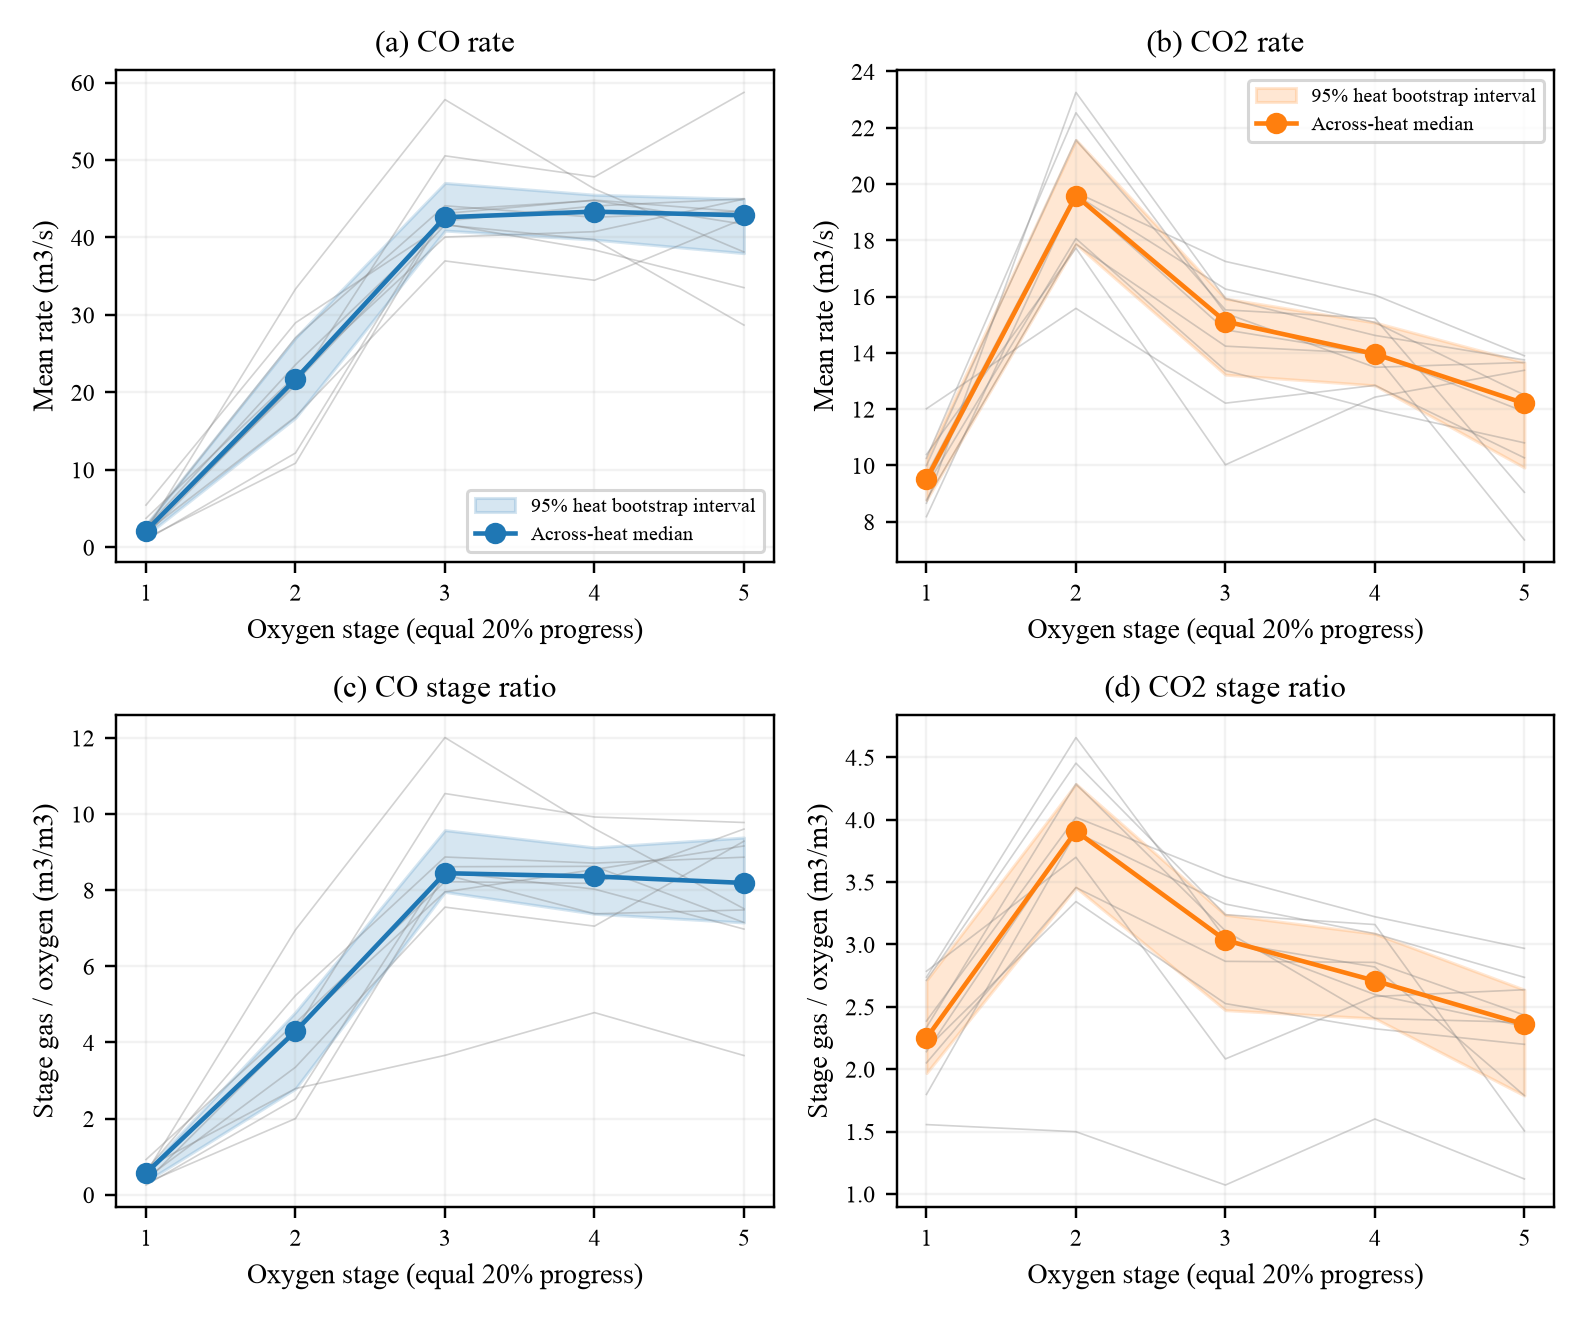 (a) CO rate
60
50
40
30
20
10
0
Mean rate (m3/s)
95% heat bootstrap interval
Across-heat median
1 2 3 4 5
Oxygen stage (equal 20% progress)
(b) CO2 rate
24
22
20
18
16
14
12
10
8
Mean rate (m3/s)
95% heat bootstrap interval
Across-heat median
1 2 3 4 5
Oxygen stage (equal 20% progress)
(c) CO stage ratio
12
10
8
6
4
2
0
Stage gas / oxygen (m3/m3)
1 2 3 4 5
Oxygen stage (equal 20% progress)
(d) CO2 stage ratio
4.5
4.0
3.5
3.0
2.5
2.0
1.5
1.0
Stage gas / oxygen (m3/m3)
1 2 3 4 5
Oxygen stage (equal 20% progress)